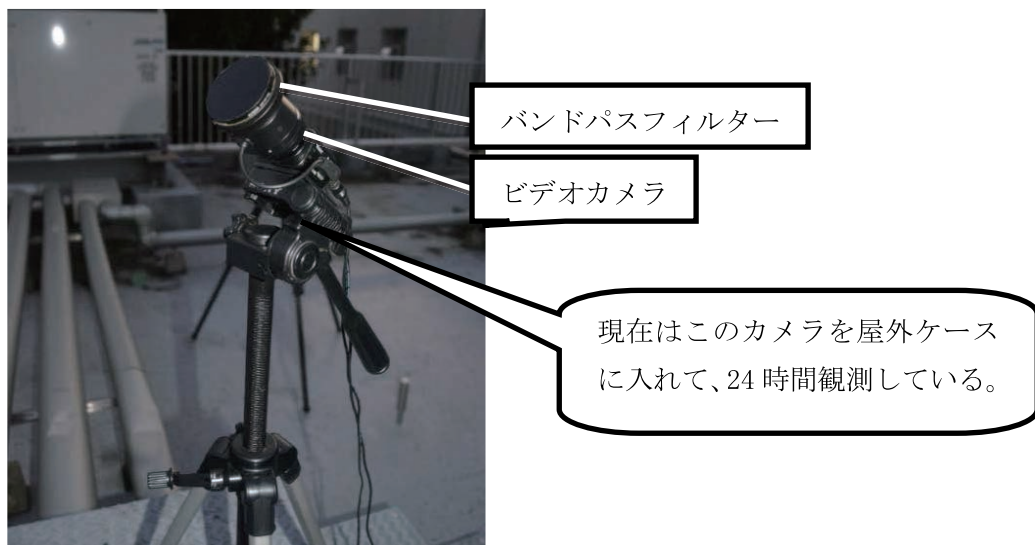 バンドパスフィルター
ビデオカメラ
現在はこのカメラを屋外ケース
に入れて、24 時間観測している。